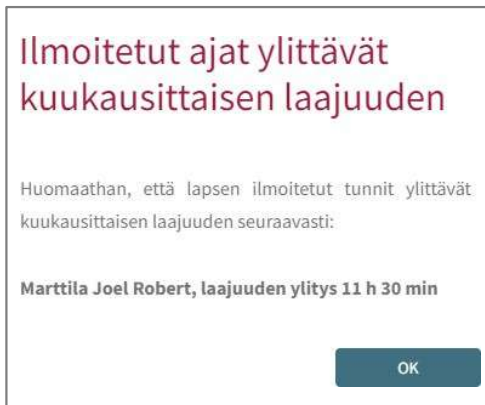 Ilmoitetut ajat ylittävät
kuukausittaisen laajuuden
Huomaathan, että lapsen ilmoitetut tunnit ylittävät
kuukausittaisen laajuuden seuraavasti:
Marttila Joel Robert, laajuuden ylitys 11 h 30 min
OK